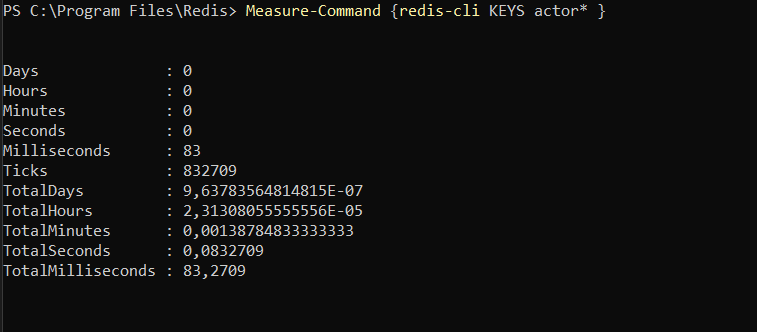 PS C:\Program Files\Redis> Measure-Command {redis-cli KEYS actor* }
Days              : 0
Hours             : 0
Minutes           : 0
Seconds           : 0
Milliseconds      : 83
Ticks             : 832709
TotalDays         : 9,63783564814815E-07
TotalHours        : 2,31308055555556E-05
TotalMinutes      : 0,00138784833333333
TotalSeconds      : 0,0832709
TotalMilliseconds : 83,2709